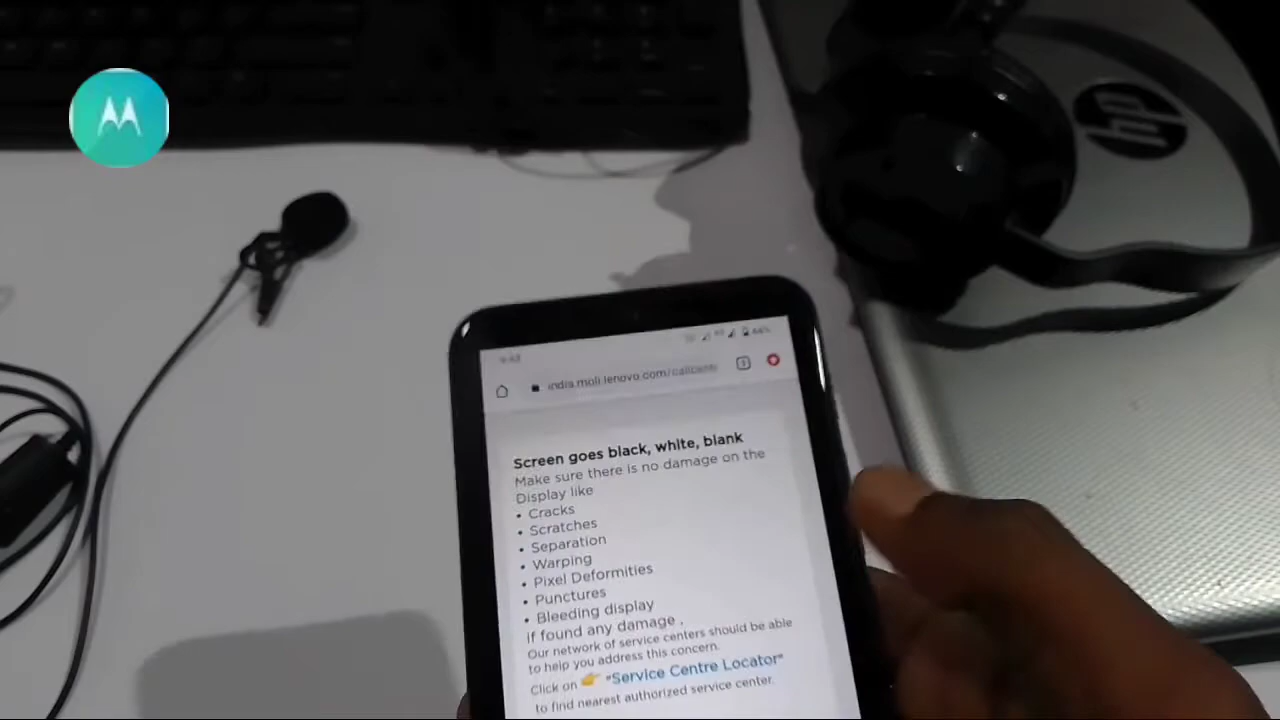 hp
india.moli.lenovo.com/callcentr
Screen goes black, white, blank
Make sure there is no damage on the
Display like
• Cracks
• Scratches
• Separation
• Warping
• Pixel Deformities
• Punctures
• Bleeding display
if found any damage ,
Our network of service centers should be able
to help you address this concern.
Click on 👉 "Service Centre Locator"
to find nearest authorized service center.